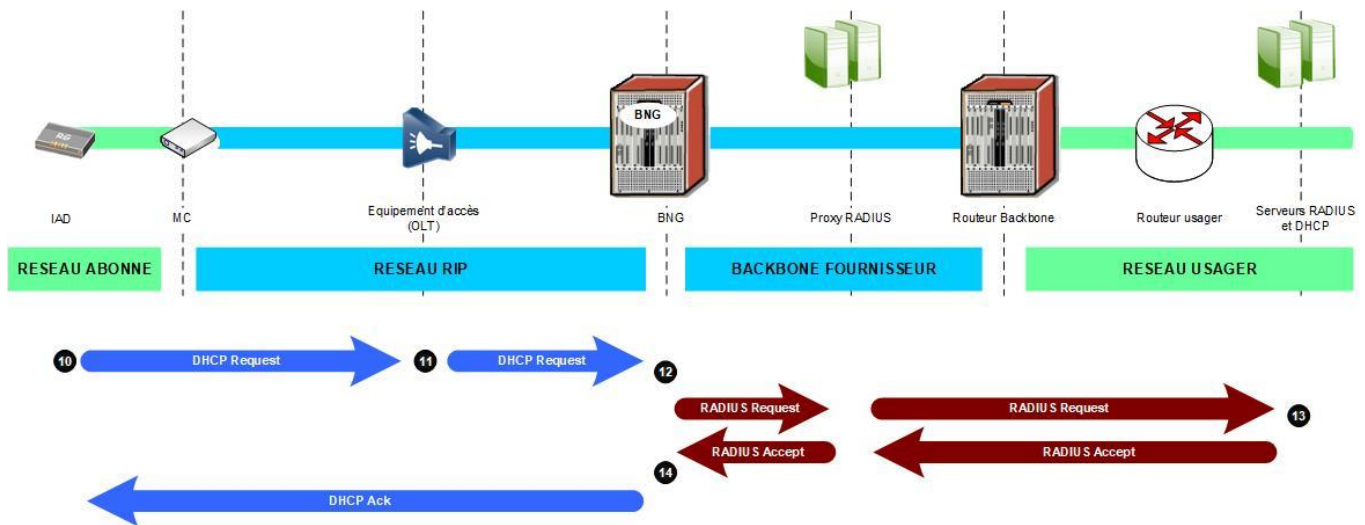 BNG
RG
IAD
MC
Equipement d'accès
(OLT)
BNG
Proxy RADIUS
Routeur Backbone
Routeur usager
Serveurs RADIUS
et DHCP
RESEAU ABONNE
RESEAU RIP
BACKBONE FOURNISSEUR
RESEAU USAGER
10
DHCP Request
11
DHCP Request
12
RADIUS Request
RADIUS Request
13
RADIUS Accept
RADIUS Accept
14
DHCP Ack